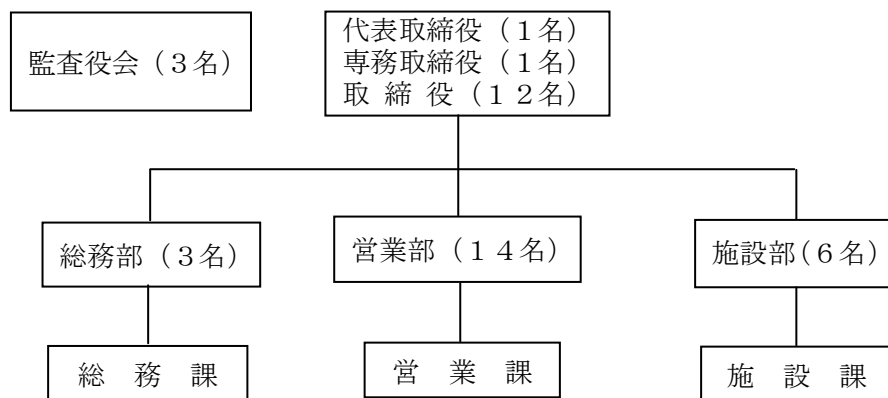 監査役会（３名）
代表取締役（１名）
専務取締役（１名）
取 締 役（１２名）
総務部（３名）
営業部（１４名）
施設部（６名）
総　務　課
営　業　課
施　設　課